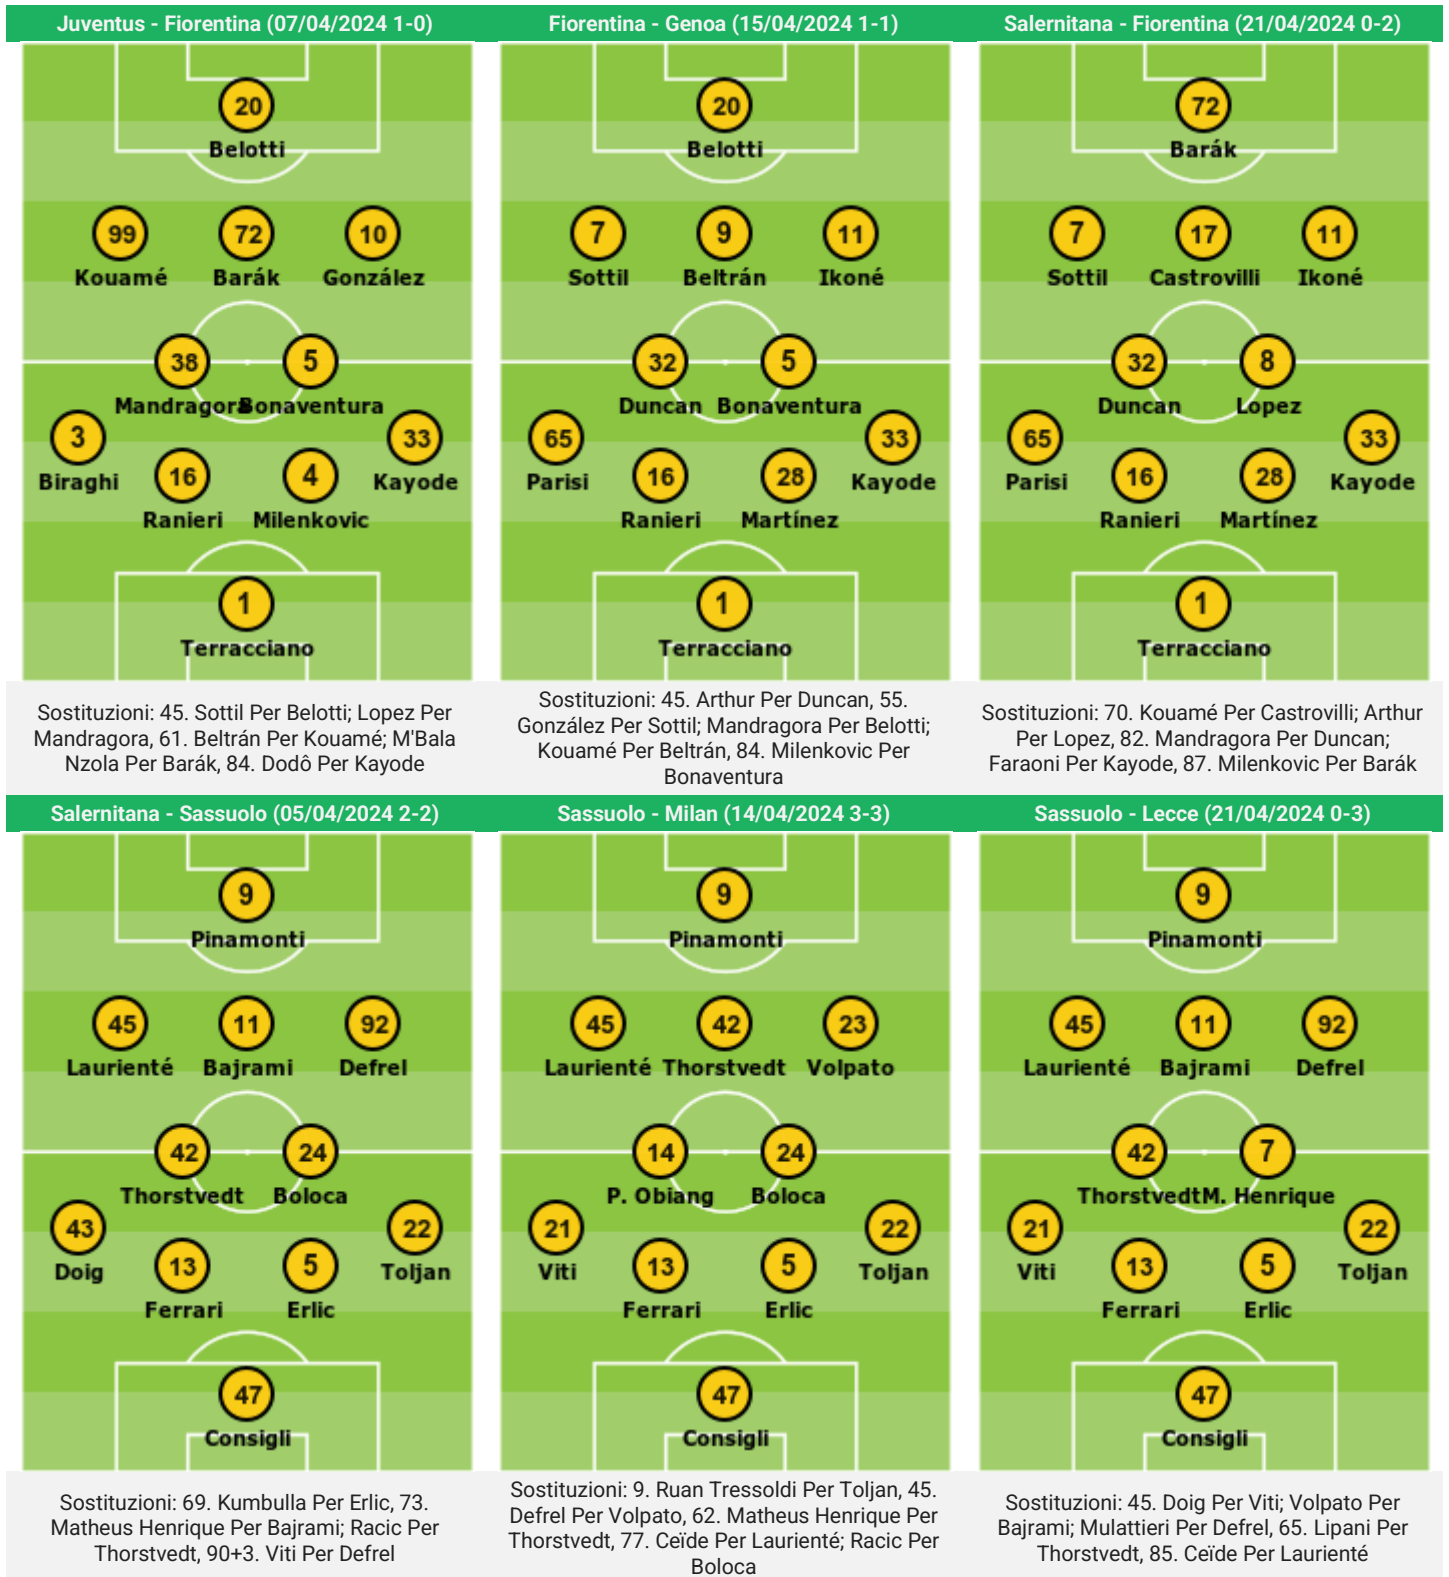 Juventus - Fiorentina (07/04/2024 1-0)
20
Belotti
99 72 10
Kouamé Barák González
38 5
Mandragora Bonaventura
3 33
Biraghi Kayode
16 4
Ranieri Milenkovic
1
Terracciano
Sostituzioni: 45. Sottil Per Belotti; Lopez Per
Mandragora, 61. Beltrán Per Kouamé; M'Bala
Nzola Per Barák, 84. Dodô Per Kayode
Fiorentina - Genoa (15/04/2024 1-1)
20
Belotti
7 9 11
Sottil Beltrán Ikoné
32 5
Duncan Bonaventura
65 33
Parisi Kayode
16 28
Ranieri Martínez
1
Terracciano
Sostituzioni: 45. Arthur Per Duncan, 55.
González Per Sottil; Mandragora Per Belotti;
Kouamé Per Beltrán, 84. Milenkovic Per
Bonaventura
Salernitana - Fiorentina (21/04/2024 0-2)
72
Barák
7 17 11
Sottil Castrovilli Ikoné
32 8
Duncan Lopez
65 33
Parisi Kayode
16 28
Ranieri Martínez
1
Terracciano
Sostituzioni: 70. Kouamé Per Castrovilli; Arthur
Per Lopez, 82. Mandragora Per Duncan;
Faraoni Per Kayode, 87. Milenkovic Per Barák
Salernitana - Sassuolo (05/04/2024 2-2)
9
Pinamonti
45 11 92
Laurienté Bajrami Defrel
42 24
Thorstvedt Boloca
43 22
Doig Toljan
13 5
Ferrari Erlic
47
Consigli
Sostituzioni: 69. Kumbulla Per Erlic, 73.
Matheus Henrique Per Bajrami; Racic Per
Thorstvedt, 90+3. Viti Per Defrel
Sassuolo - Milan (14/04/2024 3-3)
9
Pinamonti
45 42 23
Laurienté Thorstvedt Volpato
14 24
P. Obiang Boloca
21 22
Viti Toljan
13 5
Ferrari Erlic
47
Consigli
Sostituzioni: 9. Ruan Tressoldi Per Toljan, 45.
Defrel Per Volpato, 62. Matheus Henrique Per
Thorstvedt, 77. Ceïde Per Laurienté; Racic Per
Boloca
Sassuolo - Lecce (21/04/2024 0-3)
9
Pinamonti
45 11 92
Laurienté Bajrami Defrel
42 7
Thorstvedt M. Henrique
21 22
Viti Toljan
13 5
Ferrari Erlic
47
Consigli
Sostituzioni: 45. Doig Per Viti; Volpato Per
Bajrami; Mulattieri Per Defrel, 65. Lipani Per
Thorstvedt, 85. Ceïde Per Laurienté